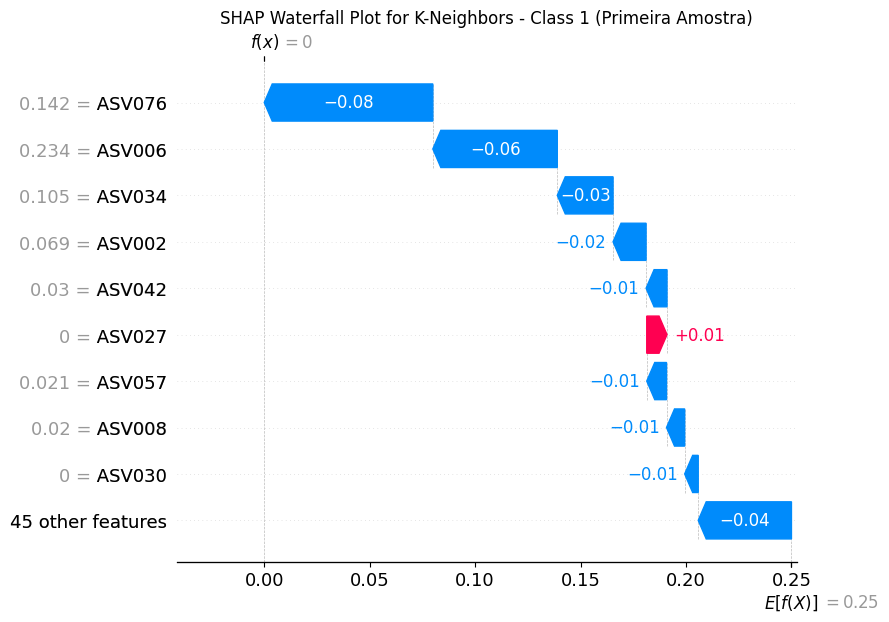 SHAP Waterfall Plot for K-Neighbors - Class 1 (Primeira Amostra)
f(x) = 0
0.142 = ASV076 −0.08
0.234 = ASV006 −0.06
0.105 = ASV034 −0.03
0.069 = ASV002 −0.02
0.03 = ASV042 −0.01
0 = ASV027 +0.01
0.021 = ASV057 −0.01
0.02 = ASV008 −0.01
0 = ASV030 −0.01
45 other features −0.04
0.00 0.05 0.10 0.15 0.20 0.25
E[f(X)] = 0.25